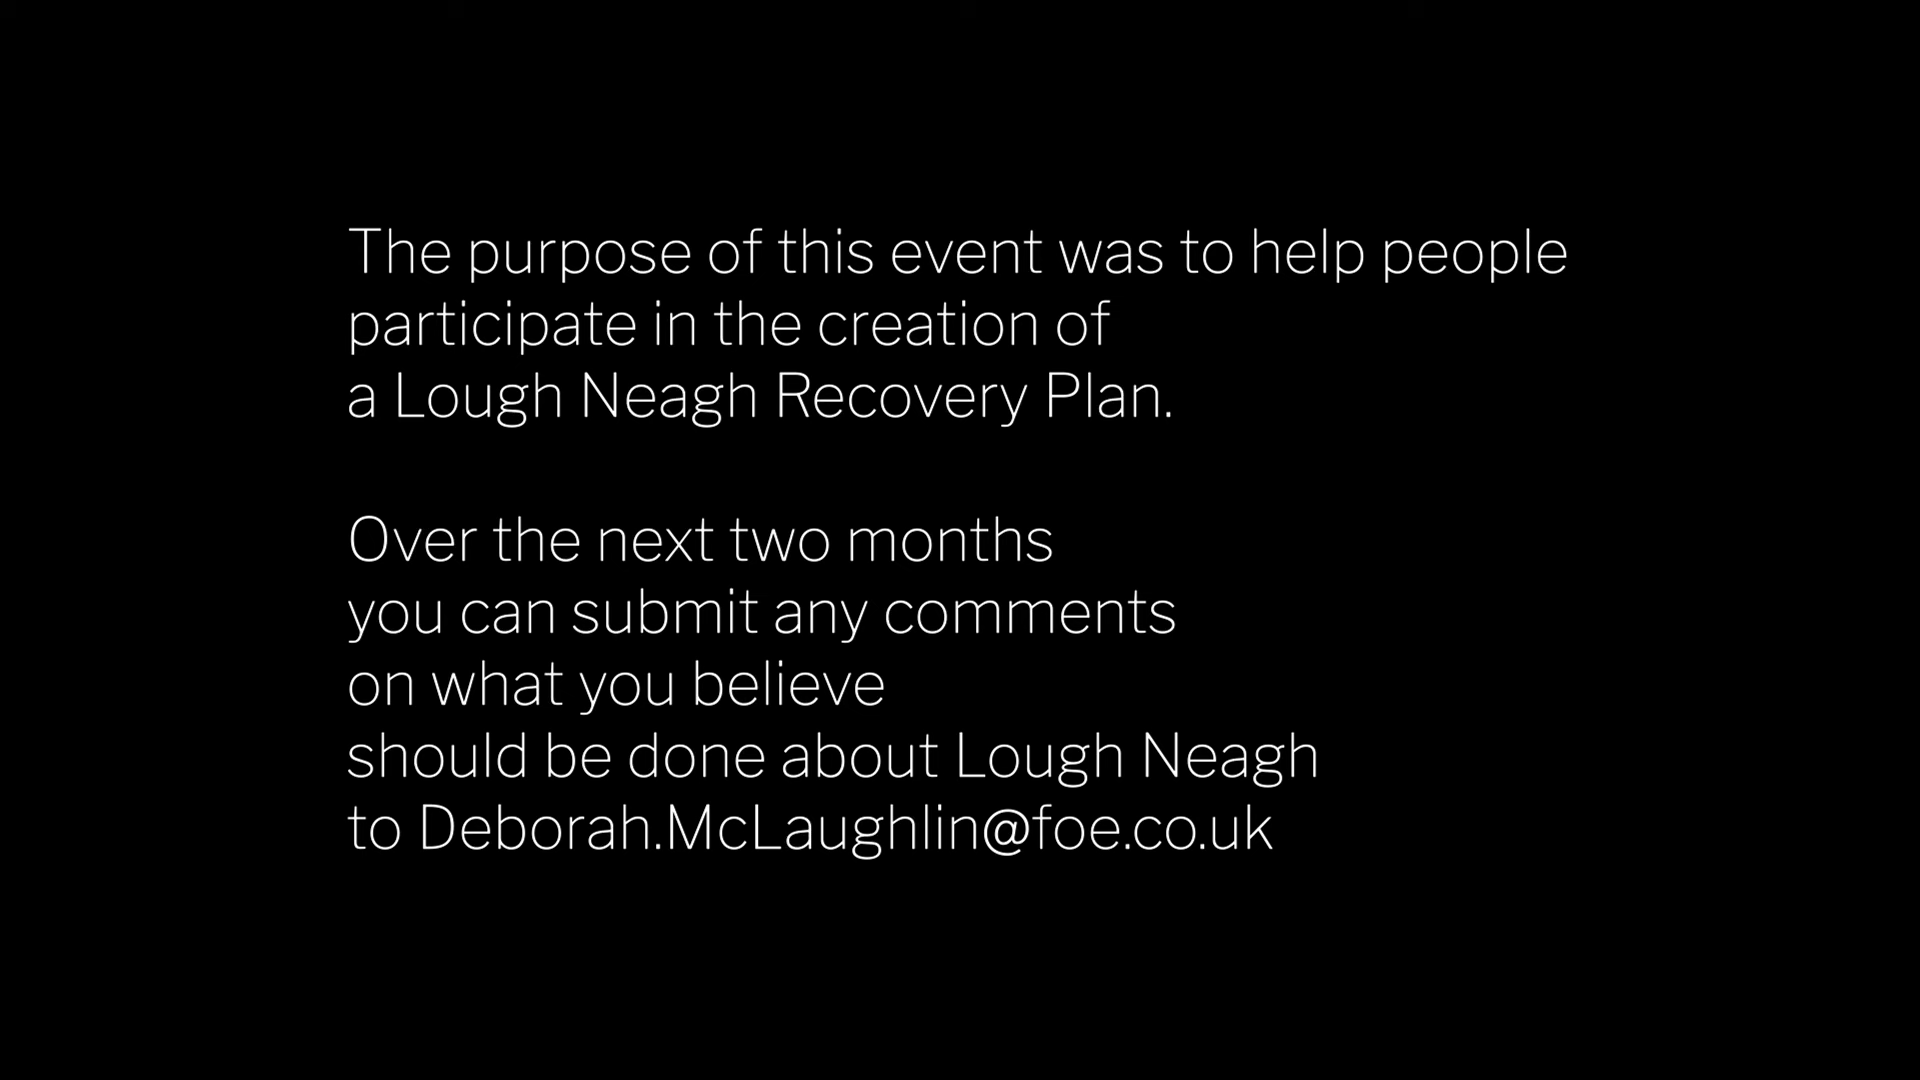 The purpose of this event was to help people
participate in the creation of
a Lough Neagh Recovery Plan.
Over the next two months
you can submit any comments
on what you believe
should be done about Lough Neagh
to Deborah.McLaughlin@foe.co.uk